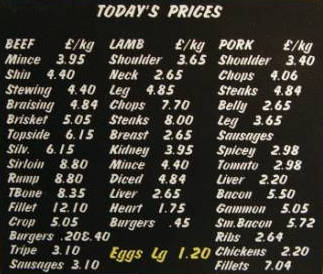 TODAY'S PRICES
BEEF £/kg
Mince 3.95
Shin 4.40
Stewing 4.40
Braising 4.84
Brisket 5.05
Topside 6.15
Silv. 6.15
Sirloin 8.80
Rump 8.80
TBone 8.35
Fillet 12.10
Crop 5.05
Burgers .20&.40
Tripe 3.10
Sausages 3.10
LAMB £/kg
Shoulder 3.65
Neck 2.65
Leg 4.85
Chops 7.70
Steaks 8.00
Breast 2.65
Kidney 3.95
Mince 4.40
Diced 4.84
Liver 2.65
Heart 1.75
Burgers .45
Eggs Lg 1.20
PORK £/kg
Shoulder 3.40
Chops 4.06
Steaks 4.84
Belly 2.65
Leg 3.65
Sausages
Spicey 2.98
Tomato 2.98
Liver 2.20
Bacon 5.50
Gammon 5.05
Sm.Bacon 5.72
Ribs 2.64
Chickens 2.20
Fillets 7.04